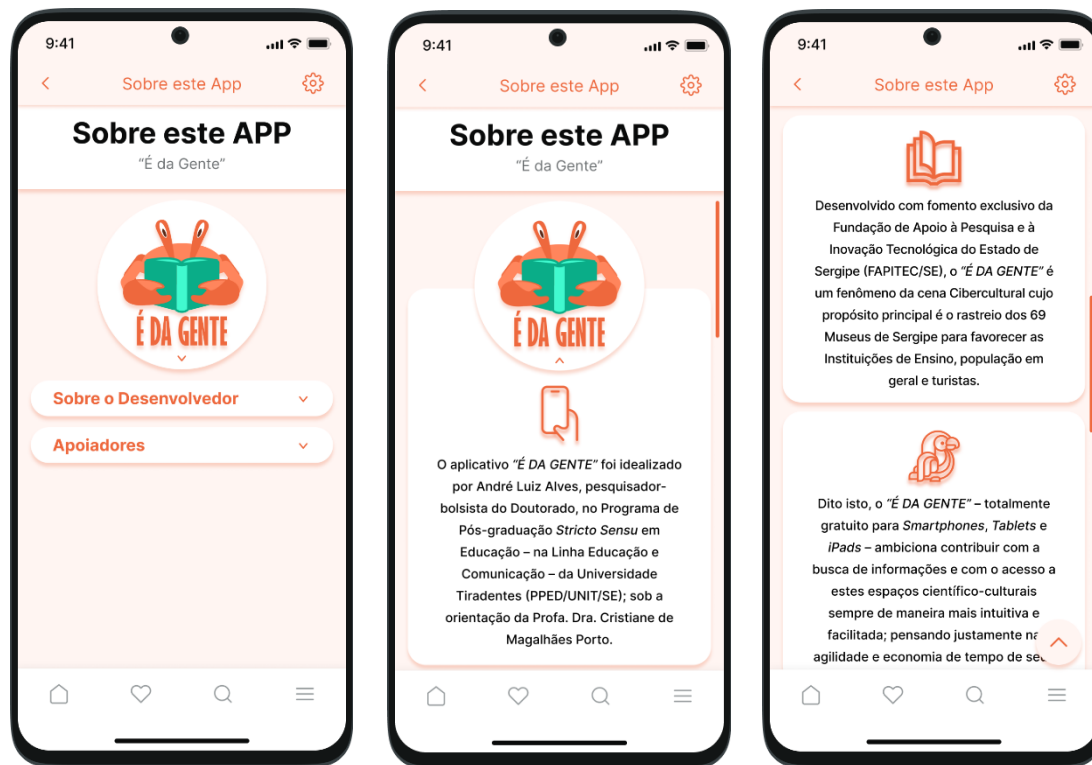 9:41
Sobre este App
Sobre este APP
“É da Gente”
É DA GENTE
Sobre o Desenvolvedor
Apoiadores
9:41
Sobre este App
Sobre este APP
“É da Gente”
É DA GENTE
O aplicativo “É DA GENTE” foi idealizado
por André Luiz Alves, pesquisador-
bolsista do Doutorado, no Programa de
Pós-graduação Stricto Sensu em
Educação – na Linha Educação e
Comunicação – da Universidade
Tiradentes (PPED/UNIT/SE); sob a
orientação da Profa. Dra. Cristiane de
Magalhães Porto.
9:41
Sobre este App
Desenvolvido com fomento exclusivo da
Fundação de Apoio à Pesquisa e à
Inovação Tecnológica do Estado de
Sergipe (FAPITEC/SE), o “É DA GENTE” é
um fenômeno da cena Cibercultural cujo
propósito principal é o rastreio dos 69
Museus de Sergipe para favorecer as
Instituições de Ensino, população em
geral e turistas.
Dito isto, o “É DA GENTE” – totalmente
gratuito para Smartphones, Tablets e
iPads – ambiciona contribuir com a
busca de informações e com o acesso a
estes espaços científico-culturais
sempre de maneira mais intuitiva e
facilitada; pensando justamente na
agilidade e economia de tempo de